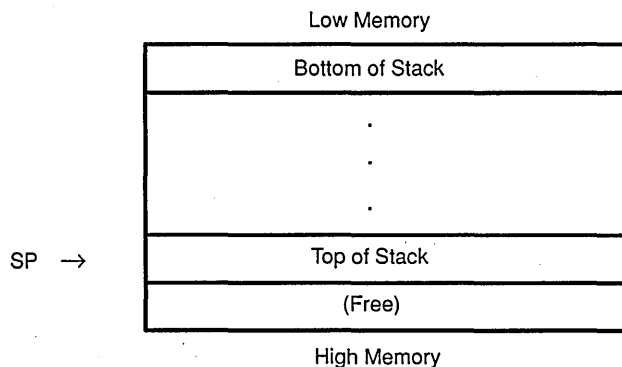 Low Memory
Bottom of Stack
.
.
.
SP →
Top of Stack
(Free)
High Memory